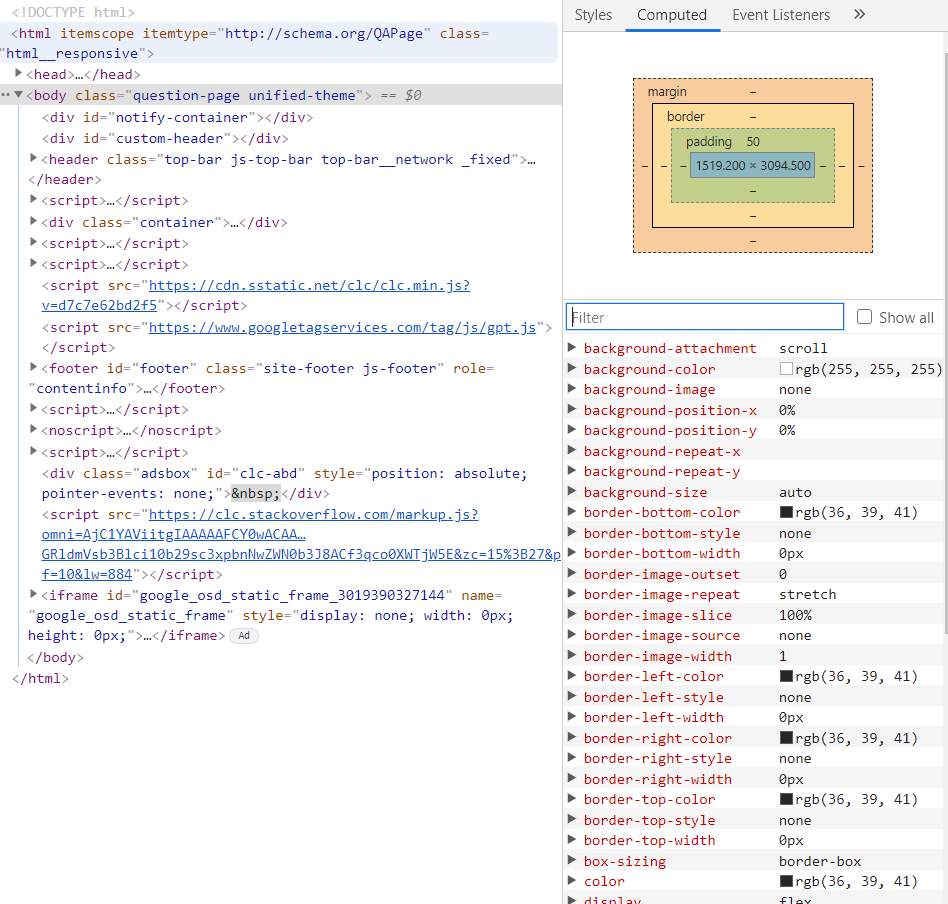 <!DOCTYPE html>
<html itemscope itemtype="http://schema.org/QAPage" class=
"html__responsive">
<head>…</head>
<body class="question-page unified-theme"> == $0
<div id="notify-container"></div>
<div id="custom-header"></div>
<header class="top-bar js-top-bar top-bar__network _fixed">…
</header>
<script>…</script>
<div class="container">…</div>
<script>…</script>
<script>…</script>
<script src="https://cdn.sstatic.net/clc/clc.min.js?
v=d7c7e62bd2f5"></script>
<script src="https://www.googletagservices.com/tag/js/gpt.js">
</script>
<footer id="footer" class="site-footer js-footer" role=
"contentinfo">…</footer>
<script>…</script>
<noscript>…</noscript>
<script>…</script>
<div class="adsbox" id="clc-abd" style="position: absolute;
pointer-events: none;">&nbsp;</div>
<script src="https://clc.stackoverflow.com/markup.js?
omni=AjC1YAViitgIAAAAAFCY0wACAA…
GRldmVsb3Blci10b29sc3xpbnNwZWN0b3J8ACf3qco0XWTjW5E&zc=15%3B27&p
f=10&lw=884"></script>
<iframe id="google_osd_static_frame_3019390327144" name=
"google_osd_static_frame" style="display: none; width: 0px;
height: 0px;">…</iframe> Ad
</body>
</html>
Styles Computed Event Listeners »
margin –
border –
padding 50
– – – 1519.200 × 3094.500 – – –
–
–
–
Filter Show all
background-attachment scroll
background-color rgb(255, 255, 255)
background-image none
background-position-x 0%
background-position-y 0%
background-repeat-x
background-repeat-y
background-size auto
border-bottom-color rgb(36, 39, 41)
border-bottom-style none
border-bottom-width 0px
border-image-outset 0
border-image-repeat stretch
border-image-slice 100%
border-image-source none
border-image-width 1
border-left-color rgb(36, 39, 41)
border-left-style none
border-left-width 0px
border-right-color rgb(36, 39, 41)
border-right-style none
border-right-width 0px
border-top-color rgb(36, 39, 41)
border-top-style none
border-top-width 0px
box-sizing border-box
color rgb(36, 39, 41)
display flex